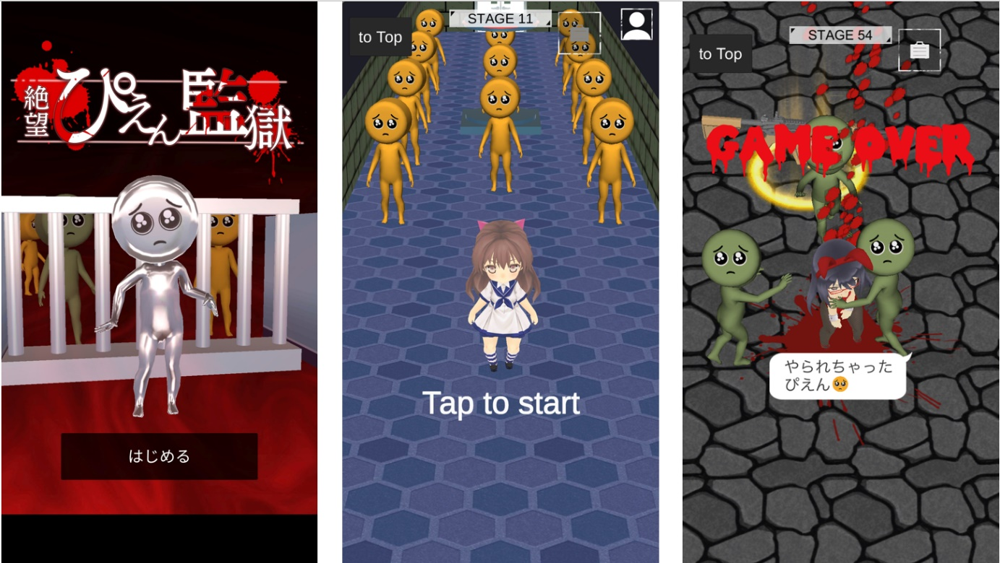 絶望ぴえん監獄
はじめる
to Top
STAGE 11
Tap to start
to Top
STAGE 54
GAME OVER
やられちゃった
ぴえん🥺